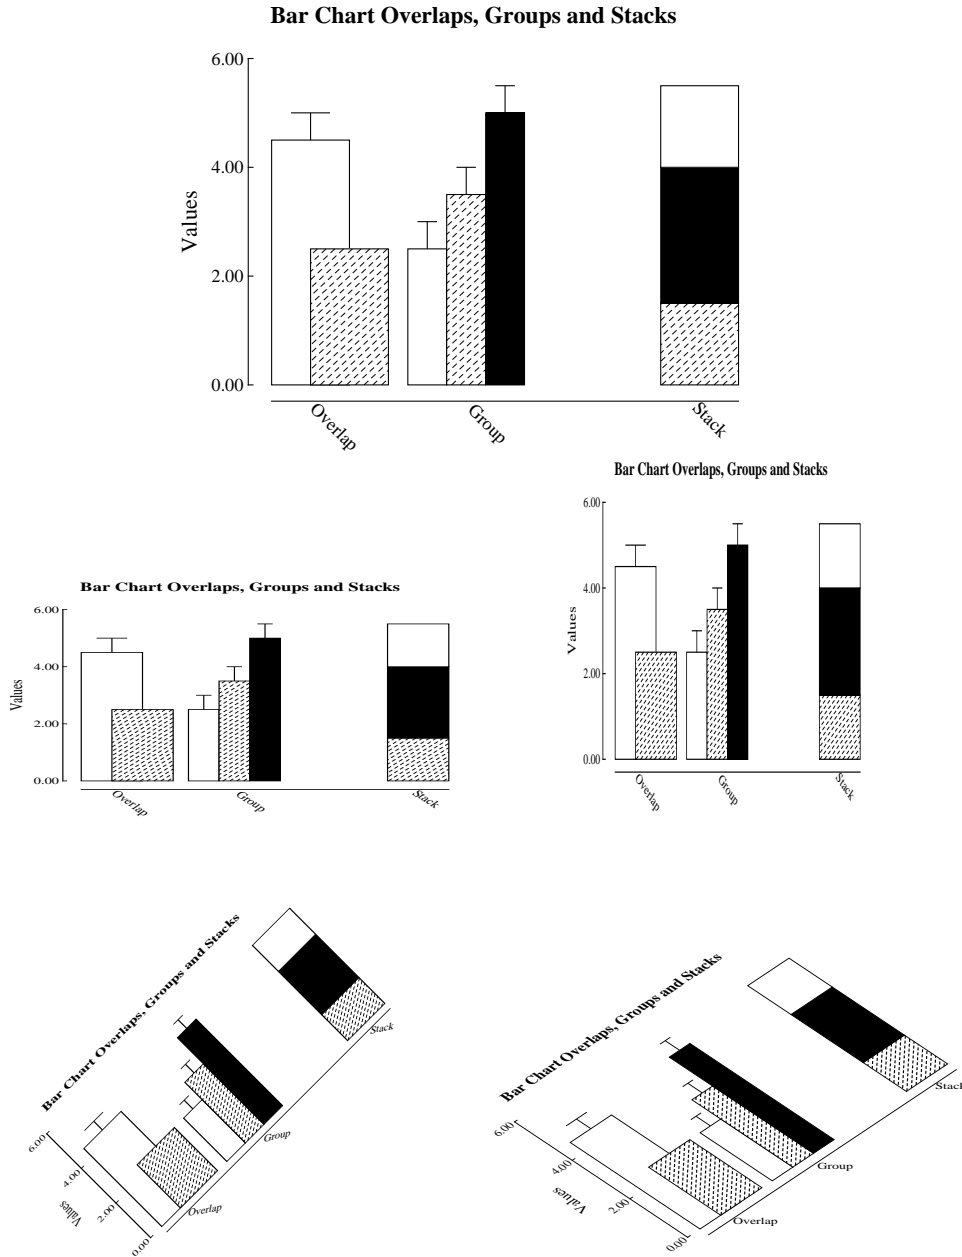 Bar Chart Overlaps, Groups and Stacks
6.00
4.00
Values
2.00
0.00
Overlap
Group
Stack
Bar Chart Overlaps, Groups and Stacks
6.00
4.00
Values
2.00
0.00
Overlap
Group
Stack
Bar Chart Overlaps, Groups and Stacks
6.00
4.00
Values
2.00
0.00
Overlap
Group
Stack
Bar Chart Overlaps, Groups and Stacks
6.00
4.00
Values
2.00
0.00
Overlap
Group
Stack
Bar Chart Overlaps, Groups and Stacks
6.00
4.00
Values
2.00
0.00
Overlap
Group
Stack